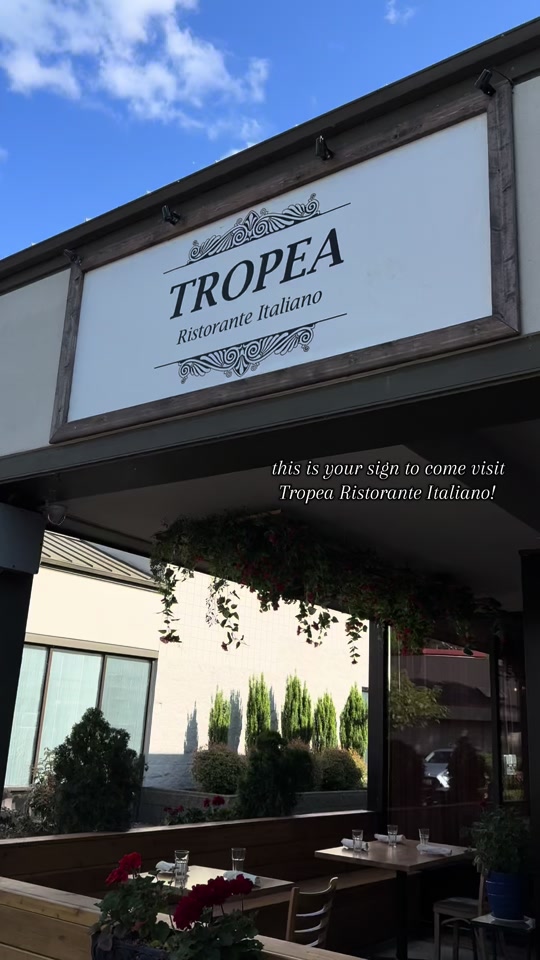 TROPEA
Ristorante Italiano
this is your sign to come visit
Tropea Ristorante Italiano!